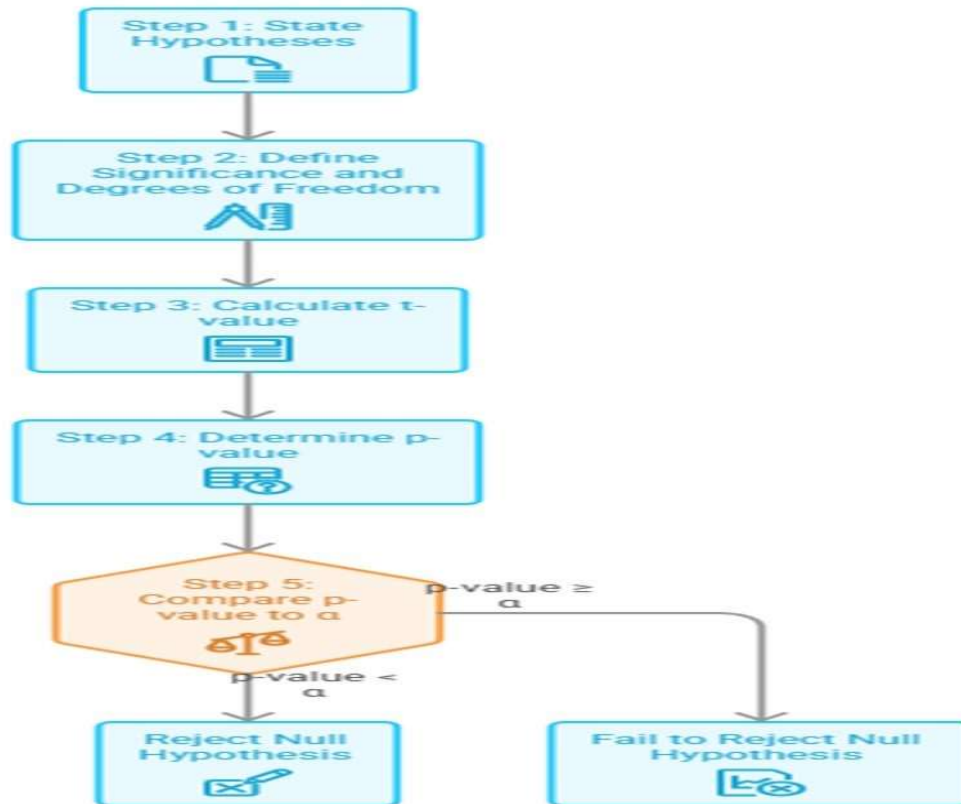 Step 1: State
Hypotheses
Step 2: Define
Significance and
Degrees of Freedom
Step 3: Calculate t-
value
Step 4: Determine p-
value
Step 5:
Compare p-
value to α
p-value ≥
α
p-value <
α
Reject Null
Hypothesis
Fail to Reject Null
Hypothesis